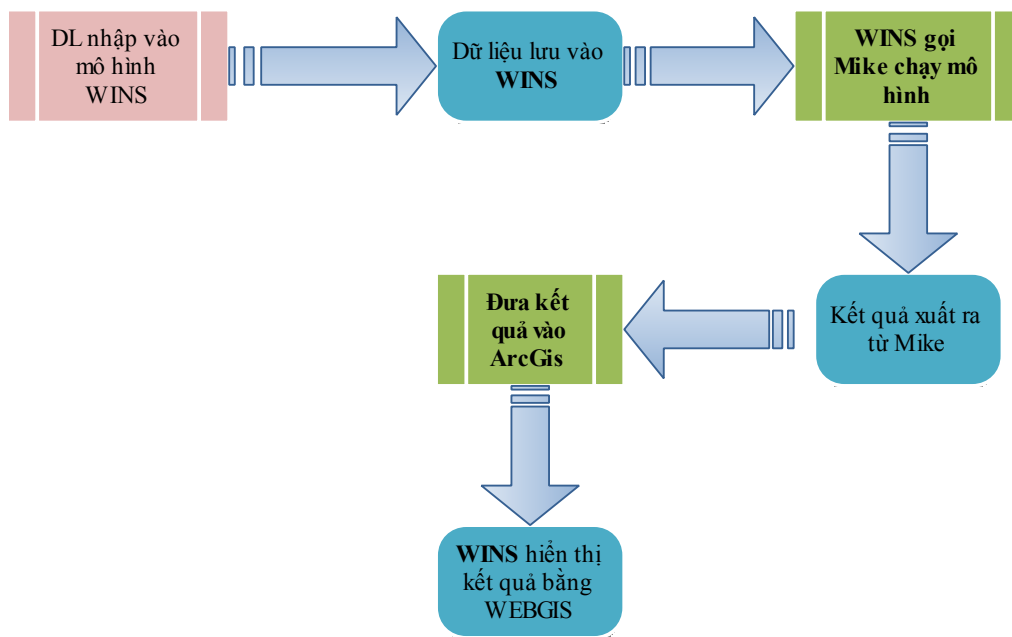 DL nhập vào
mô hình
WINS
Dữ liệu lưu vào
WINS
WINS gọi
Mike chạy mô
hình
Kết quả xuất ra
từ Mike
Đưa kết
quả vào
ArcGis
WINS hiển thị
kết quả bằng
WEBGIS